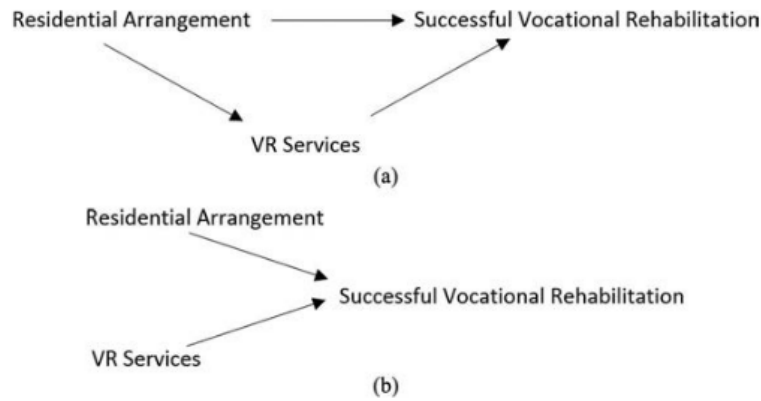 Residential Arrangement
Successful Vocational Rehabilitation
VR Services
(a)
Residential Arrangement
Successful Vocational Rehabilitation
VR Services
(b)